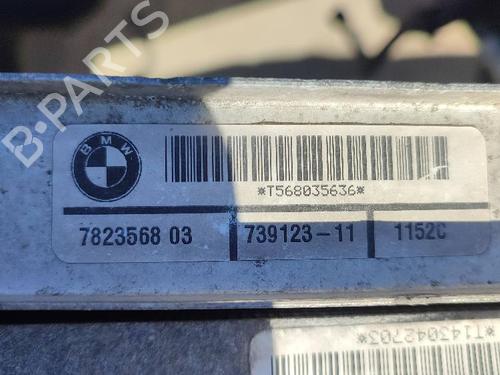 BMW
*T568035636*
7823568 03 739123-11 1152C
*T143042703*
B-PARTS